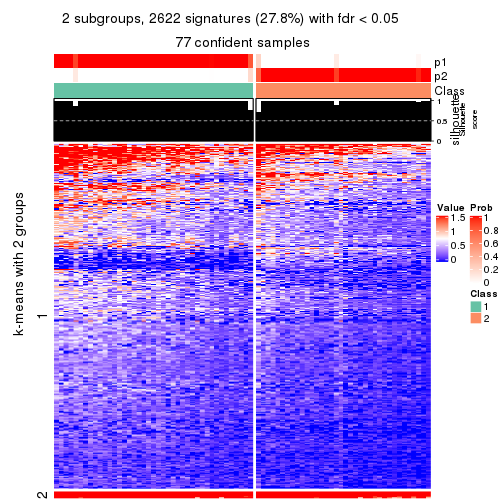 2 subgroups, 2622 signatures (27.8%) with fdr < 0.05
77 confident samples
p1
p2
Class
1
0.5
0
silhouette
Silhouette
score
k-means with 2 groups
1
2
Value
1.5
1
0.5
0
Prob
1
0.8
0.6
0.4
0.2
0
Class
1
2